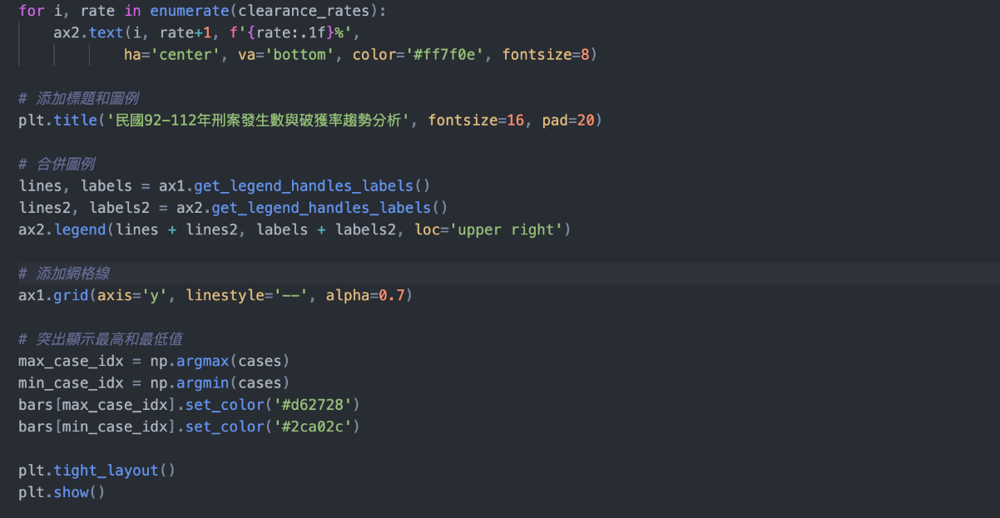 for i, rate in enumerate(clearance_rates):
    ax2.text(i, rate+1, f'{rate:.1f}%',
            ha='center', va='bottom', color='#ff7f0e', fontsize=8)

# 添加標題和圖例
plt.title('民國92-112年刑案發生數與破獲率趨勢分析', fontsize=16, pad=20)

# 合併圖例
lines, labels = ax1.get_legend_handles_labels()
lines2, labels2 = ax2.get_legend_handles_labels()
ax2.legend(lines + lines2, labels + labels2, loc='upper right')

# 添加網格線
ax1.grid(axis='y', linestyle='--', alpha=0.7)

# 突出顯示最高和最低值
max_case_idx = np.argmax(cases)
min_case_idx = np.argmin(cases)
bars[max_case_idx].set_color('#d62728')
bars[min_case_idx].set_color('#2ca02c')

plt.tight_layout()
plt.show()